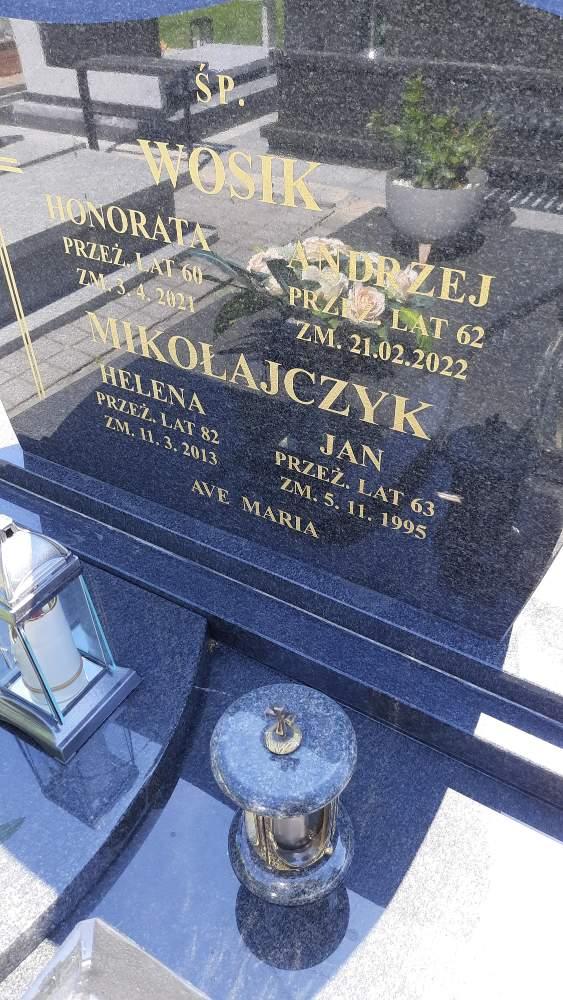 ŚP.
WOSIK
HONORATA
PRZEŻ. LAT 60
ZM. 3. 4. 2021
ANDRZEJ
PRZEŻ. LAT 62
ZM. 21.02.2022
MIKOŁAJCZYK
HELENA
PRZEŻ. LAT 82
ZM. 11. 3. 2013
JAN
PRZEŻ. LAT 63
ZM. 5. 11. 1995
AVE MARIA